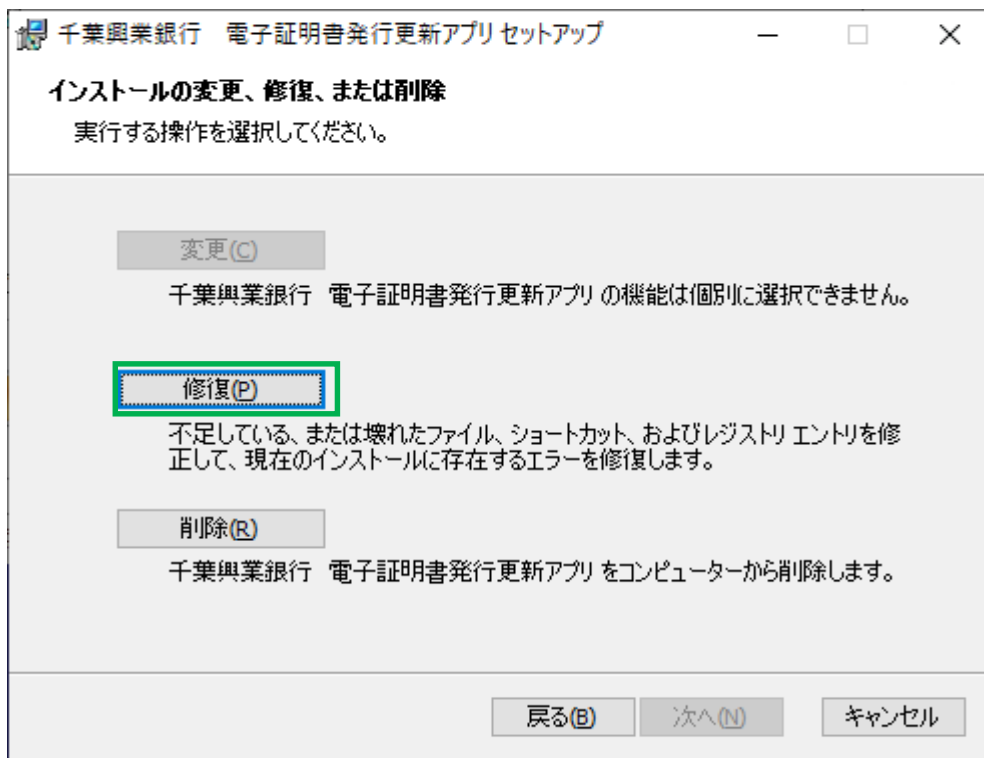 千葉興業銀行　電子証明書発行更新アプリ セットアップ
インストールの変更、修復、または削除
実行する操作を選択してください。
変更(C)
千葉興業銀行　電子証明書発行更新アプリ の機能は個別に選択できません。
修復(P)
不足している、または壊れたファイル、ショートカット、およびレジストリ エントリを修
正して、現在のインストールに存在するエラーを修復します。
削除(R)
千葉興業銀行　電子証明書発行更新アプリ をコンピューターから削除します。
戻る(B) 次へ(N) キャンセル